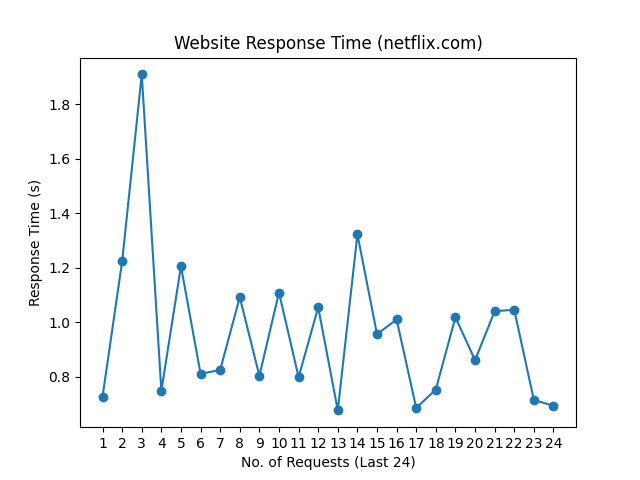 Website Response Time (netflix.com)
Response Time (s)
1.8
1.6
1.4
1.2
1.0
0.8
1 2 3 4 5 6 7 8 9 10 11 12 13 14 15 16 17 18 19 20 21 22 23 24
No. of Requests (Last 24)